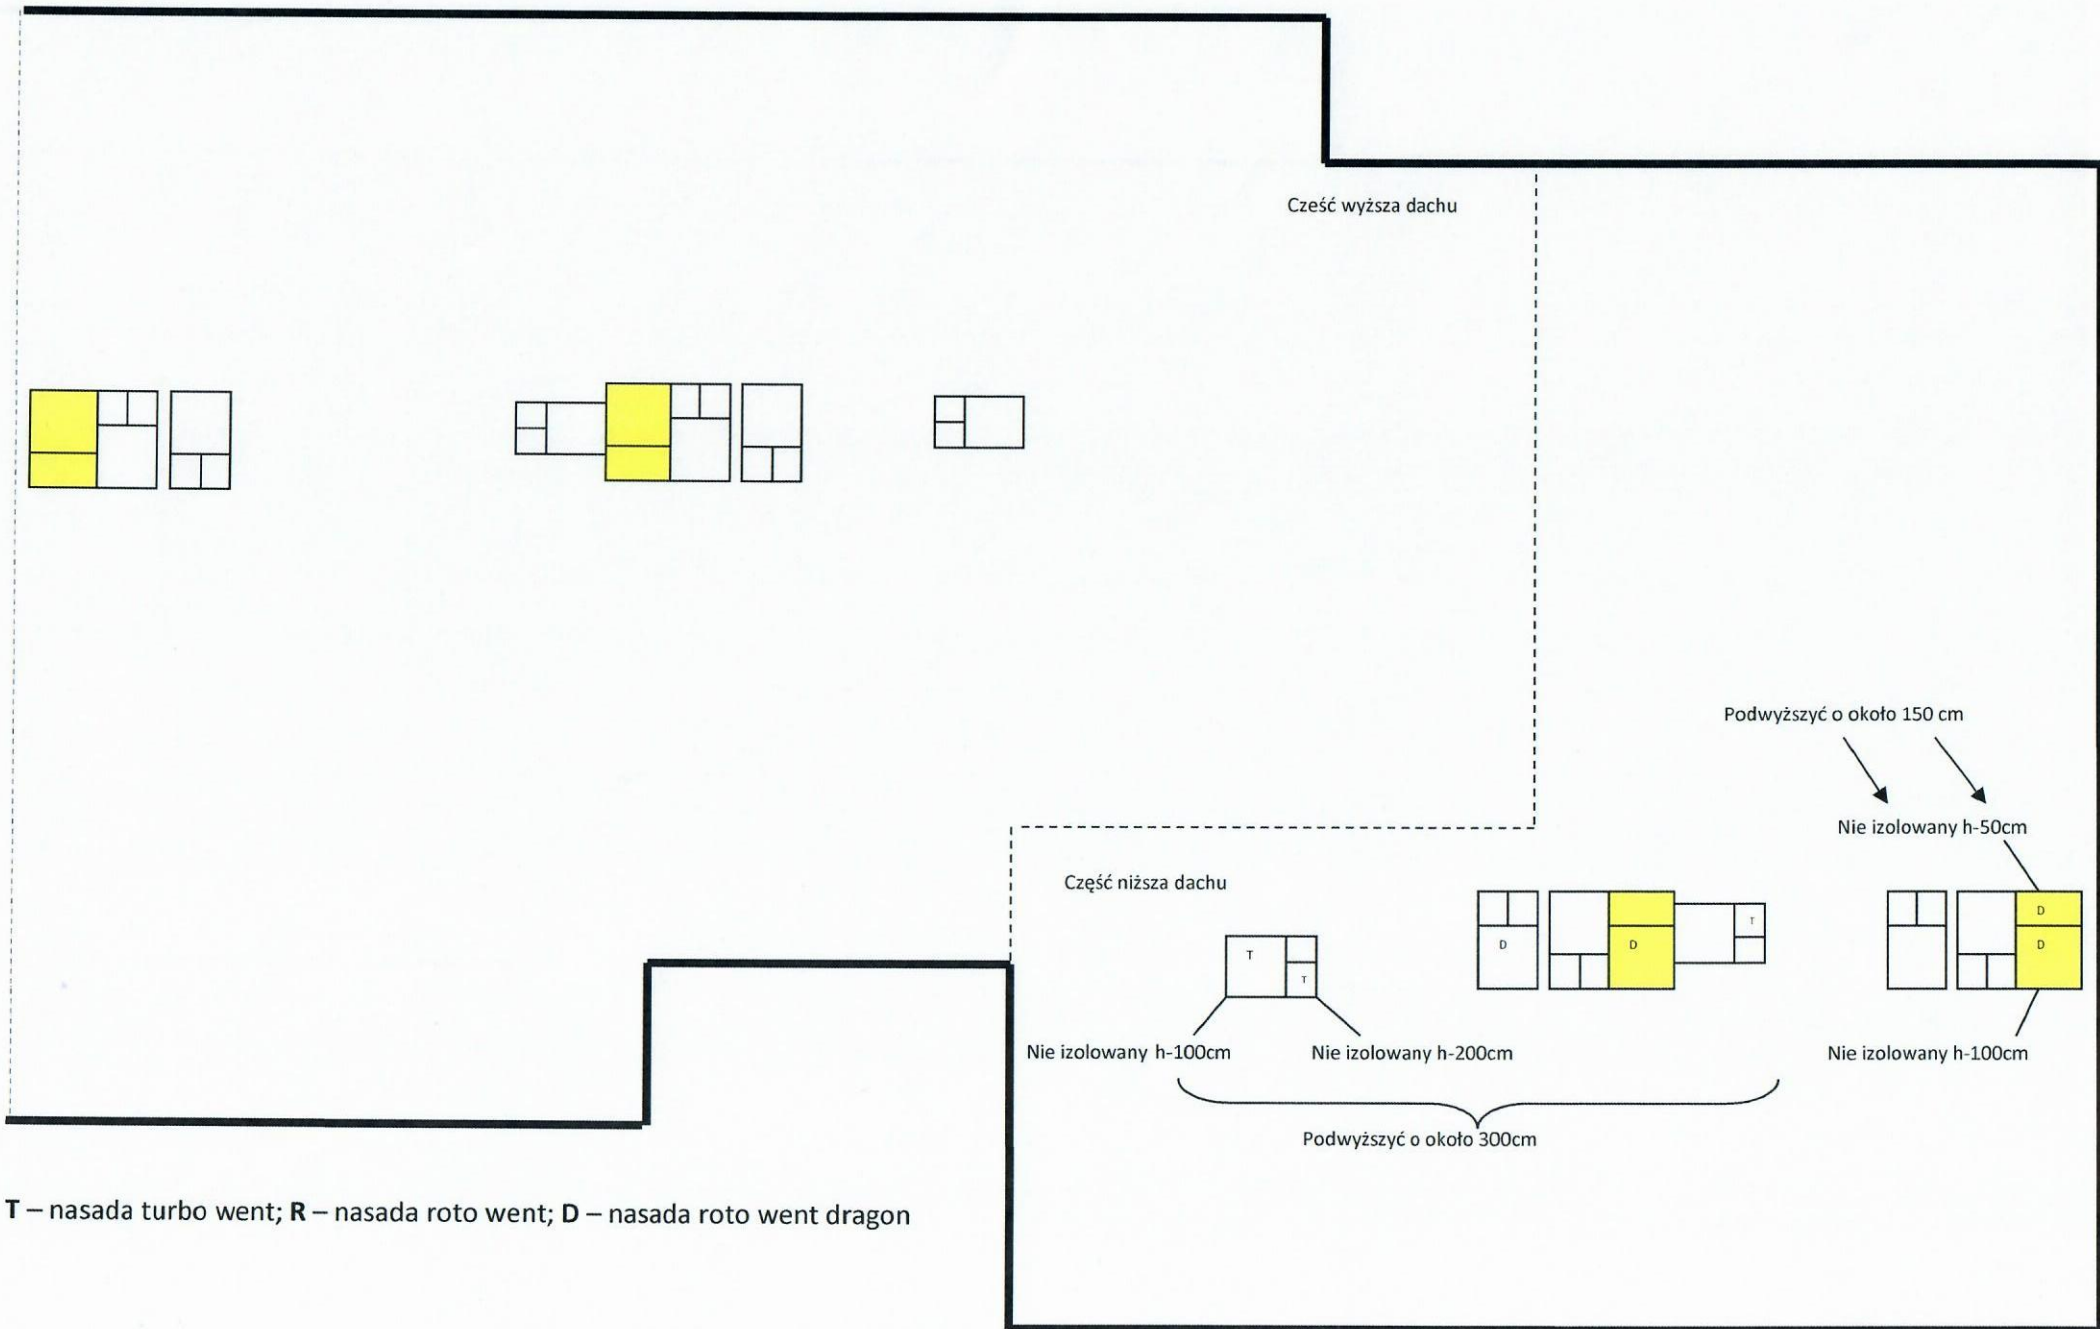 Cześć wyższa dachu
Podwyższyć o około 150 cm
Nie izolowany h-50cm
Część niższa dachu
D
T
D
D
T
D
D
T
Nie izolowany h-100cm
Nie izolowany h-200cm
Nie izolowany h-100cm
Podwyższyć o około 300cm
T – nasada turbo went; R – nasada roto went; D – nasada roto went dragon